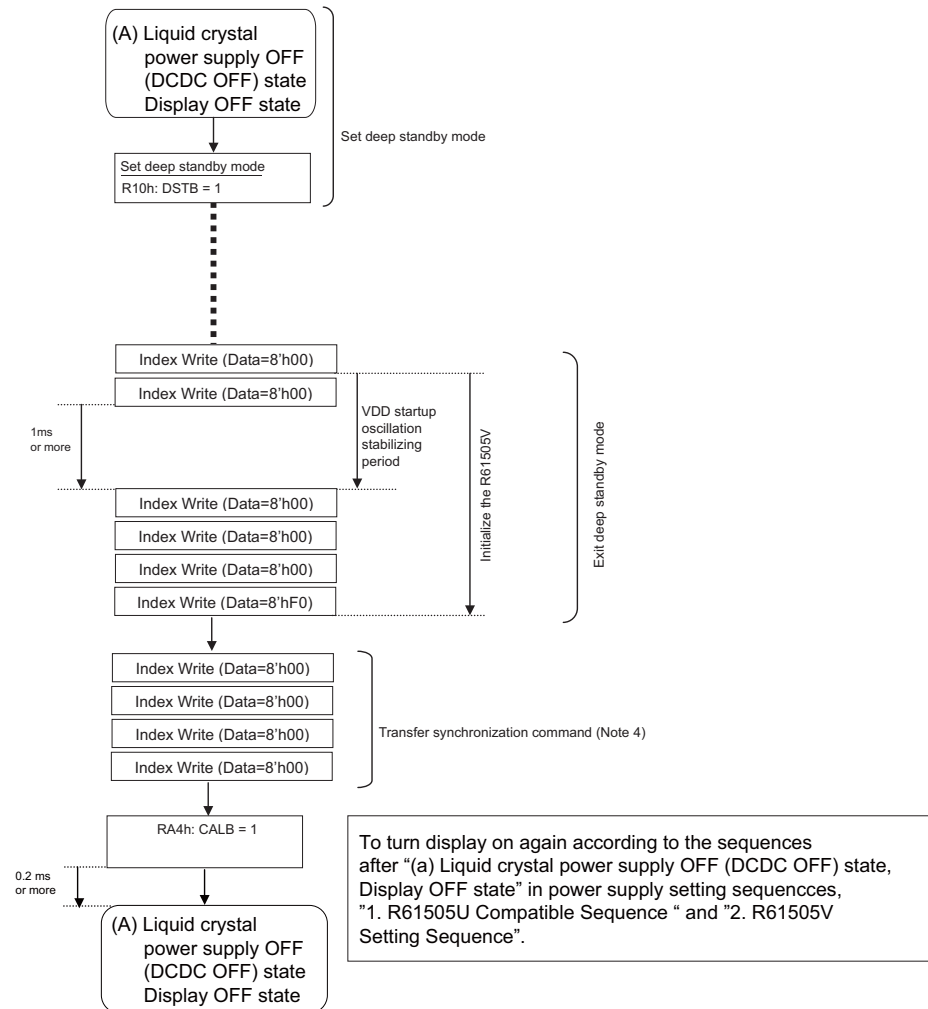 (A) Liquid crystal
power supply OFF
(DCDC OFF) state
Display OFF state
Set deep standby mode
Set deep standby mode
R10h: DSTB = 1
Index Write (Data=8'h00)
Index Write (Data=8'h00)
1ms
or more
VDD startup
oscillation
stabilizing
period
Initialize the R61505V
Exit deep standby mode
Index Write (Data=8'h00)
Index Write (Data=8'h00)
Index Write (Data=8'h00)
Index Write (Data=8'hF0)
Index Write (Data=8'h00)
Index Write (Data=8'h00)
Index Write (Data=8'h00)
Index Write (Data=8'h00)
Transfer synchronization command (Note 4)
RA4h: CALB = 1
0.2 ms
or more
(A) Liquid crystal
power supply OFF
(DCDC OFF) state
Display OFF state
To turn display on again according to the sequences
after “(a) Liquid crystal power supply OFF (DCDC OFF) state,
Display OFF state” in power supply setting sequencces,
”1. R61505U Compatible Sequence “ and ”2. R61505V
Setting Sequence”.